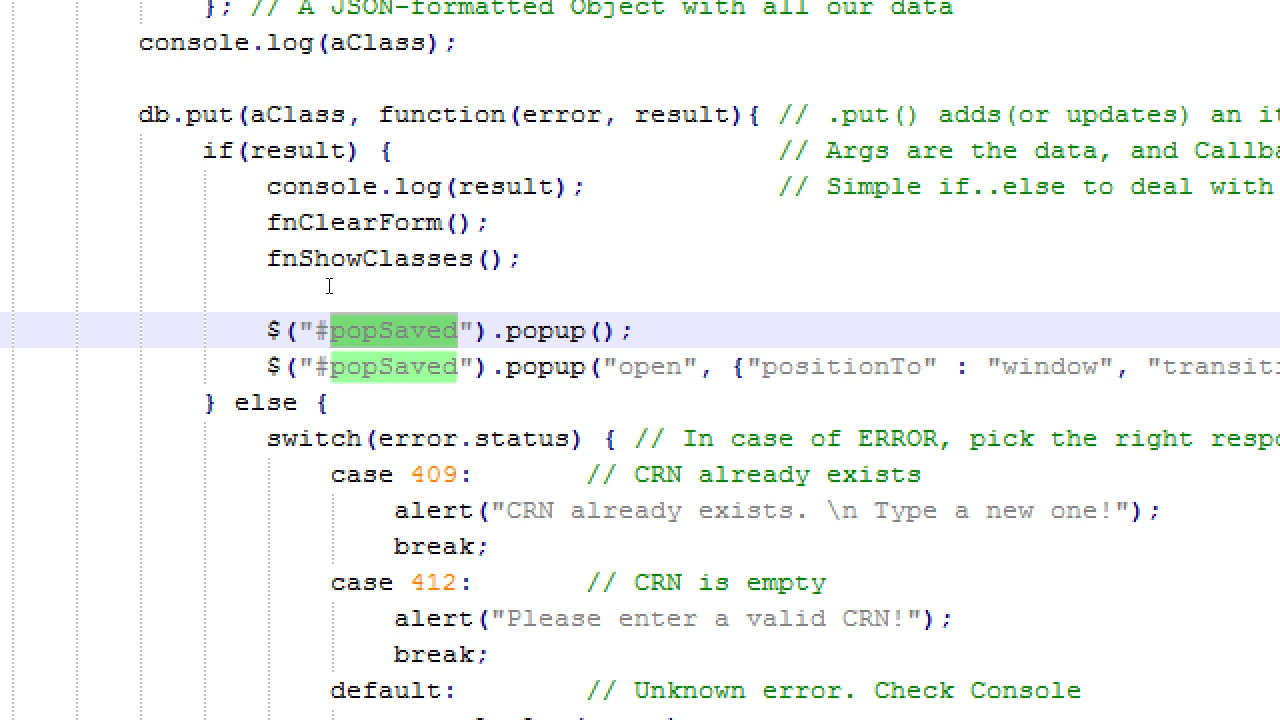 }; // A JSON-formatted Object with all our data
console.log(aClass);
db.put(aClass, function(error, result){ // .put() adds(or updates) an
if(result) { // Args are the data, and
console.log(result); // Simple if..else to deal with
fnClearForm();
fnShowClasses();
$("#popSaved").popup();
$("#popSaved").popup("open", {"positionTo" : "window",
} else {
switch(error.status) { // In case of ERROR, pick the right
case 409: // CRN already exists
alert("CRN already exists. \n Type a new one!");
break;
case 412: // CRN is empty
alert("Please enter a valid CRN!");
break;
default: // Unknown error. Check Console